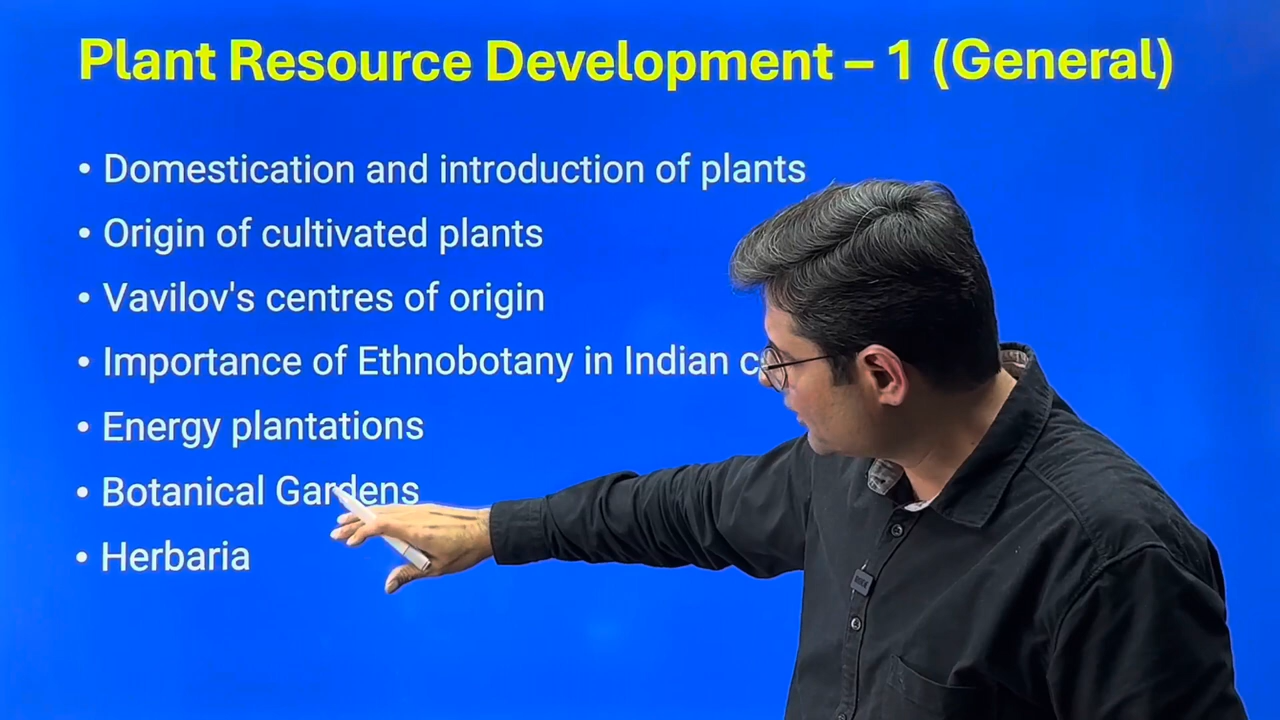 Plant Resource Development – 1 (General)
• Domestication and introduction of plants
• Origin of cultivated plants
• Vavilov's centres of origin
• Importance of Ethnobotany in Indian
• Energy plantations
• Botanical Gardens
• Herbaria